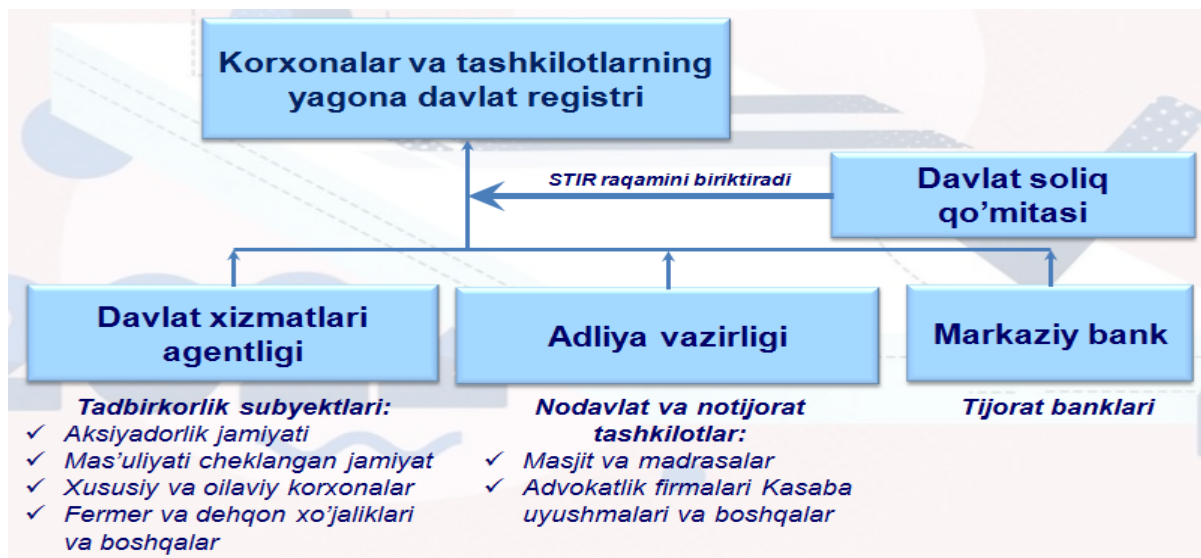 Korxonalar va tashkilotlarning
yagona davlat registri
STIR raqamini biriktiradi
Davlat soliq
qo’mitasi
Davlat xizmatlari
agentligi
Adliya vazirligi
Markaziy bank
Tadbirkorlik subyektlari:
✓ Aksiyadorlik jamiyati
✓ Mas’uliyati cheklangan jamiyat
✓ Xususiy va oilaviy korxonalar
✓ Fermer va dehqon xo’jaliklari
va boshqalar
Nodavlat va notijorat
tashkilotlar:
✓ Masjit va madrasalar
✓ Advokatlik firmalari Kasaba
uyushmalari va boshqalar
Tijorat banklari